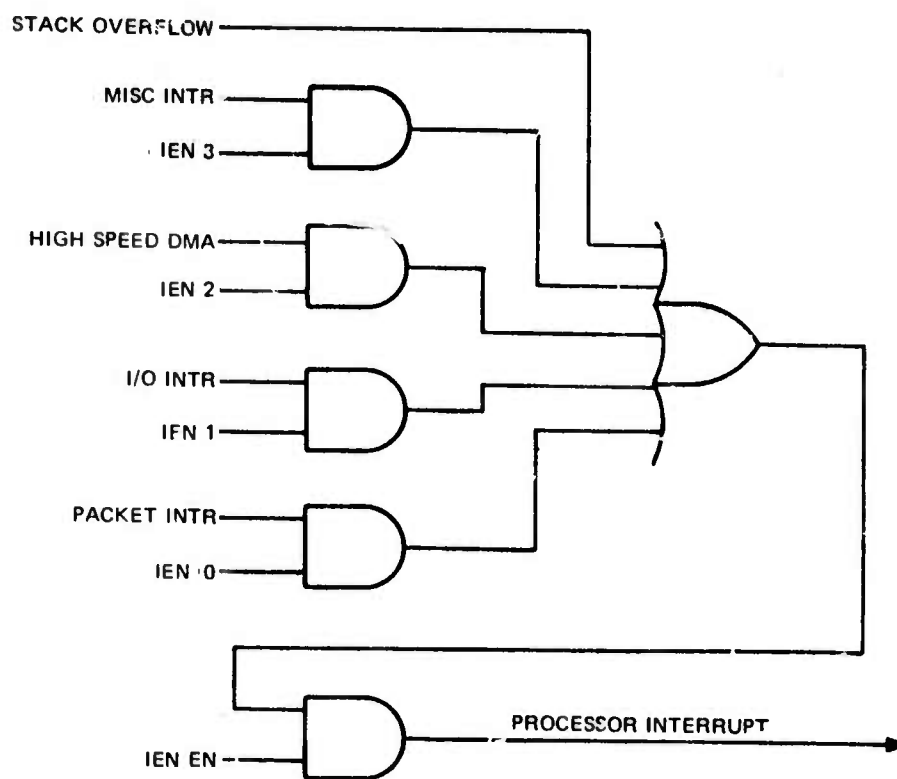 STACK OVERFLOW
MISC INTR
IEN 3
HIGH SPEED DMA
IEN 2
I/O INTR
IFN 1
PACKET INTR
IEN 0
PROCESSOR INTERRUPT
IEN EN